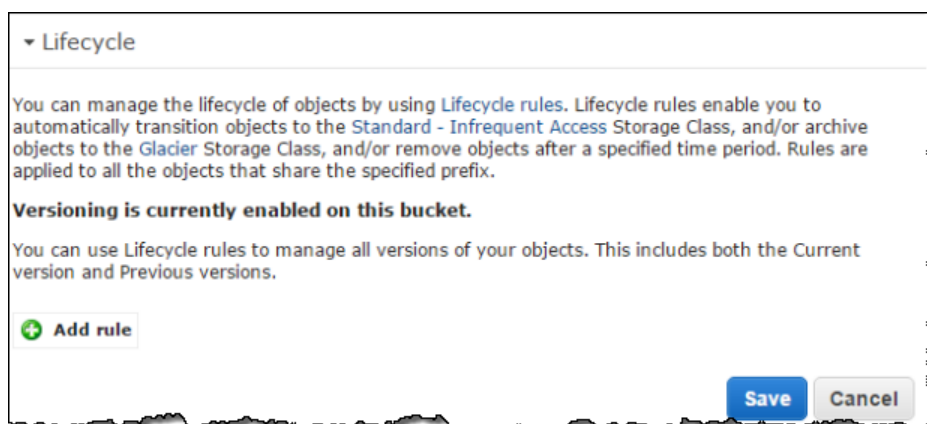 Lifecycle
You can manage the lifecycle of objects by using Lifecycle rules. Lifecycle rules enable you to
automatically transition objects to the Standard - Infrequent Access Storage Class, and/or archive
objects to the Glacier Storage Class, and/or remove objects after a specified time period. Rules are
applied to all the objects that share the specified prefix.
Versioning is currently enabled on this bucket.
You can use Lifecycle rules to manage all versions of your objects. This includes both the Current
version and Previous versions.
Add rule
Save Cancel